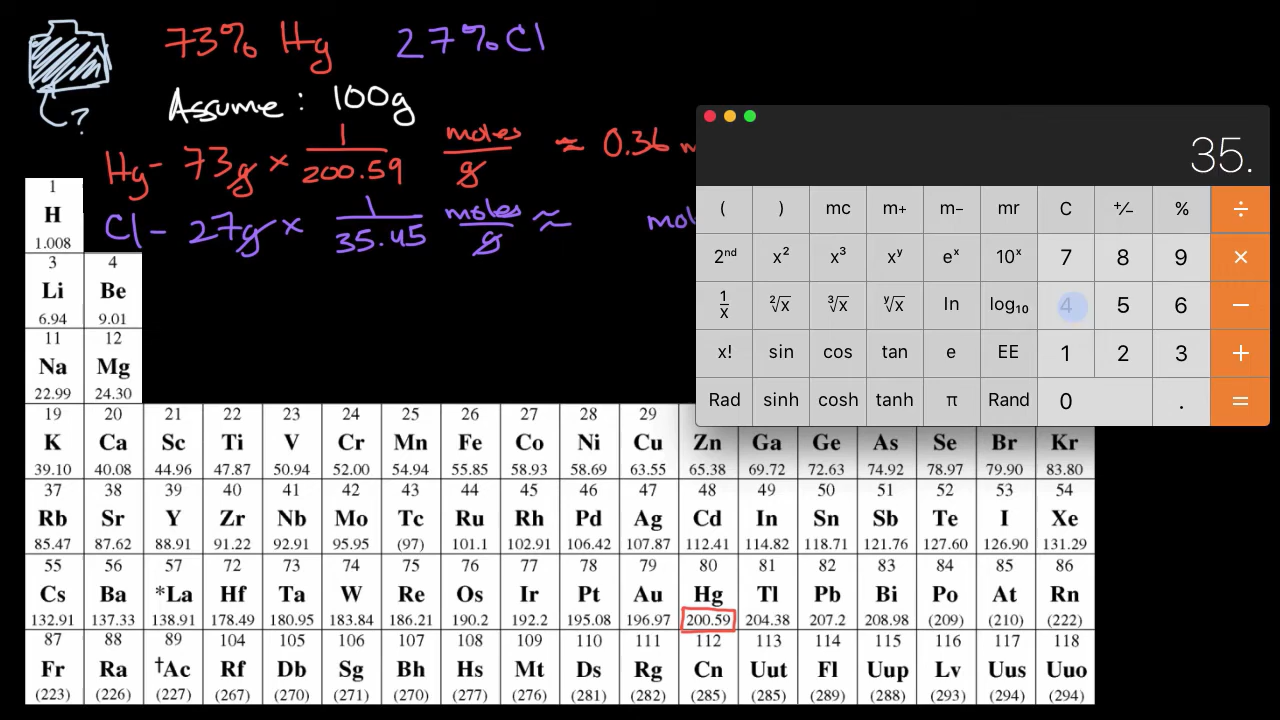 73% Hg 27% Cl
?
Assume : 100g
Hg- 73g × 1/200.59 moles/g ≈ 0.36 m
Cl- 27g × 1/35.45 moles/g ≈ mol
35.
( ) mc m+ m− mr C ⁺∕₋ % ÷
2ⁿᵈ x² x³ xʸ eˣ 10ˣ 7 8 9 ×
1/x ²√x ³√x ʸ√x ln log₁₀ 4 5 6 −
x! sin cos tan e EE 1 2 3 +
Rad sinh cosh tanh π Rand 0 . =
1
H
1.008
3 4
Li Be
6.94 9.01
11 12
Na Mg
22.99 24.30
19 20 21 22 23 24 25 26 27 28 29
K Ca Sc Ti V Cr Mn Fe Co Ni Cu Zn Ga Ge As Se Br Kr
39.10 40.08 44.96 47.87 50.94 52.00 54.94 55.85 58.93 58.69 63.55 65.38 69.72 72.63 74.92 78.97 79.90 83.80
37 38 39 40 41 42 43 44 45 46 47 48 49 50 51 52 53 54
Rb Sr Y Zr Nb Mo Tc Ru Rh Pd Ag Cd In Sn Sb Te I Xe
85.47 87.62 88.91 91.22 92.91 95.95 (97) 101.1 102.91 106.42 107.87 112.41 114.82 118.71 121.76 127.60 126.90 131.29
55 56 57 72 73 74 75 76 77 78 79 80 81 82 83 84 85 86
Cs Ba *La Hf Ta W Re Os Ir Pt Au Hg Tl Pb Bi Po At Rn
132.91 137.33 138.91 178.49 180.95 183.84 186.21 190.2 192.2 195.08 196.97 200.59 204.38 207.2 208.98 (209) (210) (222)
87 88 89 104 105 106 107 108 109 110 111 112 113 114 115 116 117 118
Fr Ra †Ac Rf Db Sg Bh Hs Mt Ds Rg Cn Uut Fl Uup Lv Uus Uuo
(223) (226) (227) (267) (270) (271) (270) (277) (276) (281) (282) (285) (285) (289) (288) (293) (294) (294)